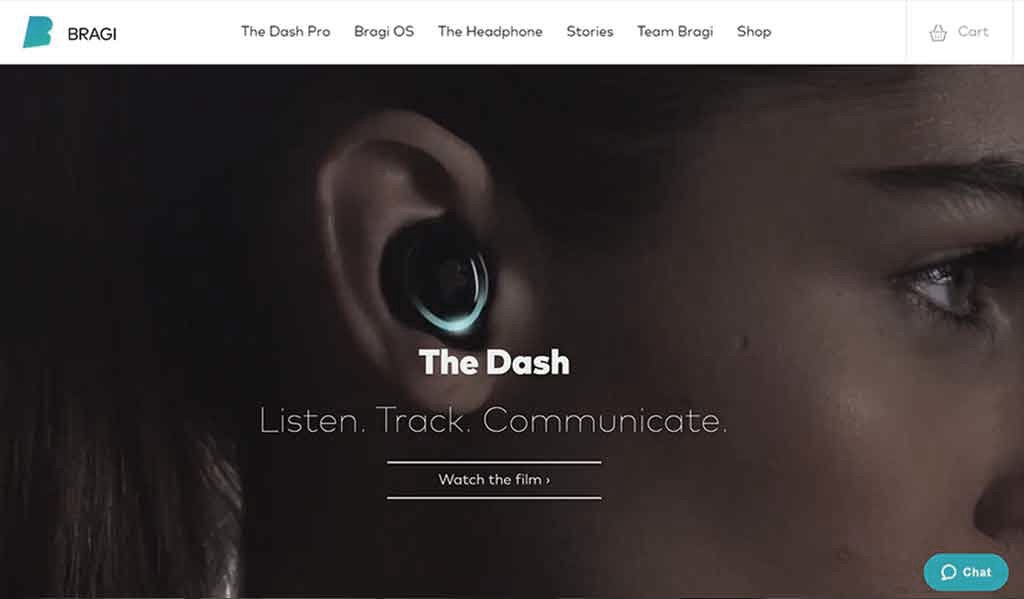 BRAGI
The Dash Pro
Bragi OS
The Headphone
Stories
Team Bragi
Shop
Cart
The Dash
Listen. Track. Communicate.
Watch the film ›
Chat